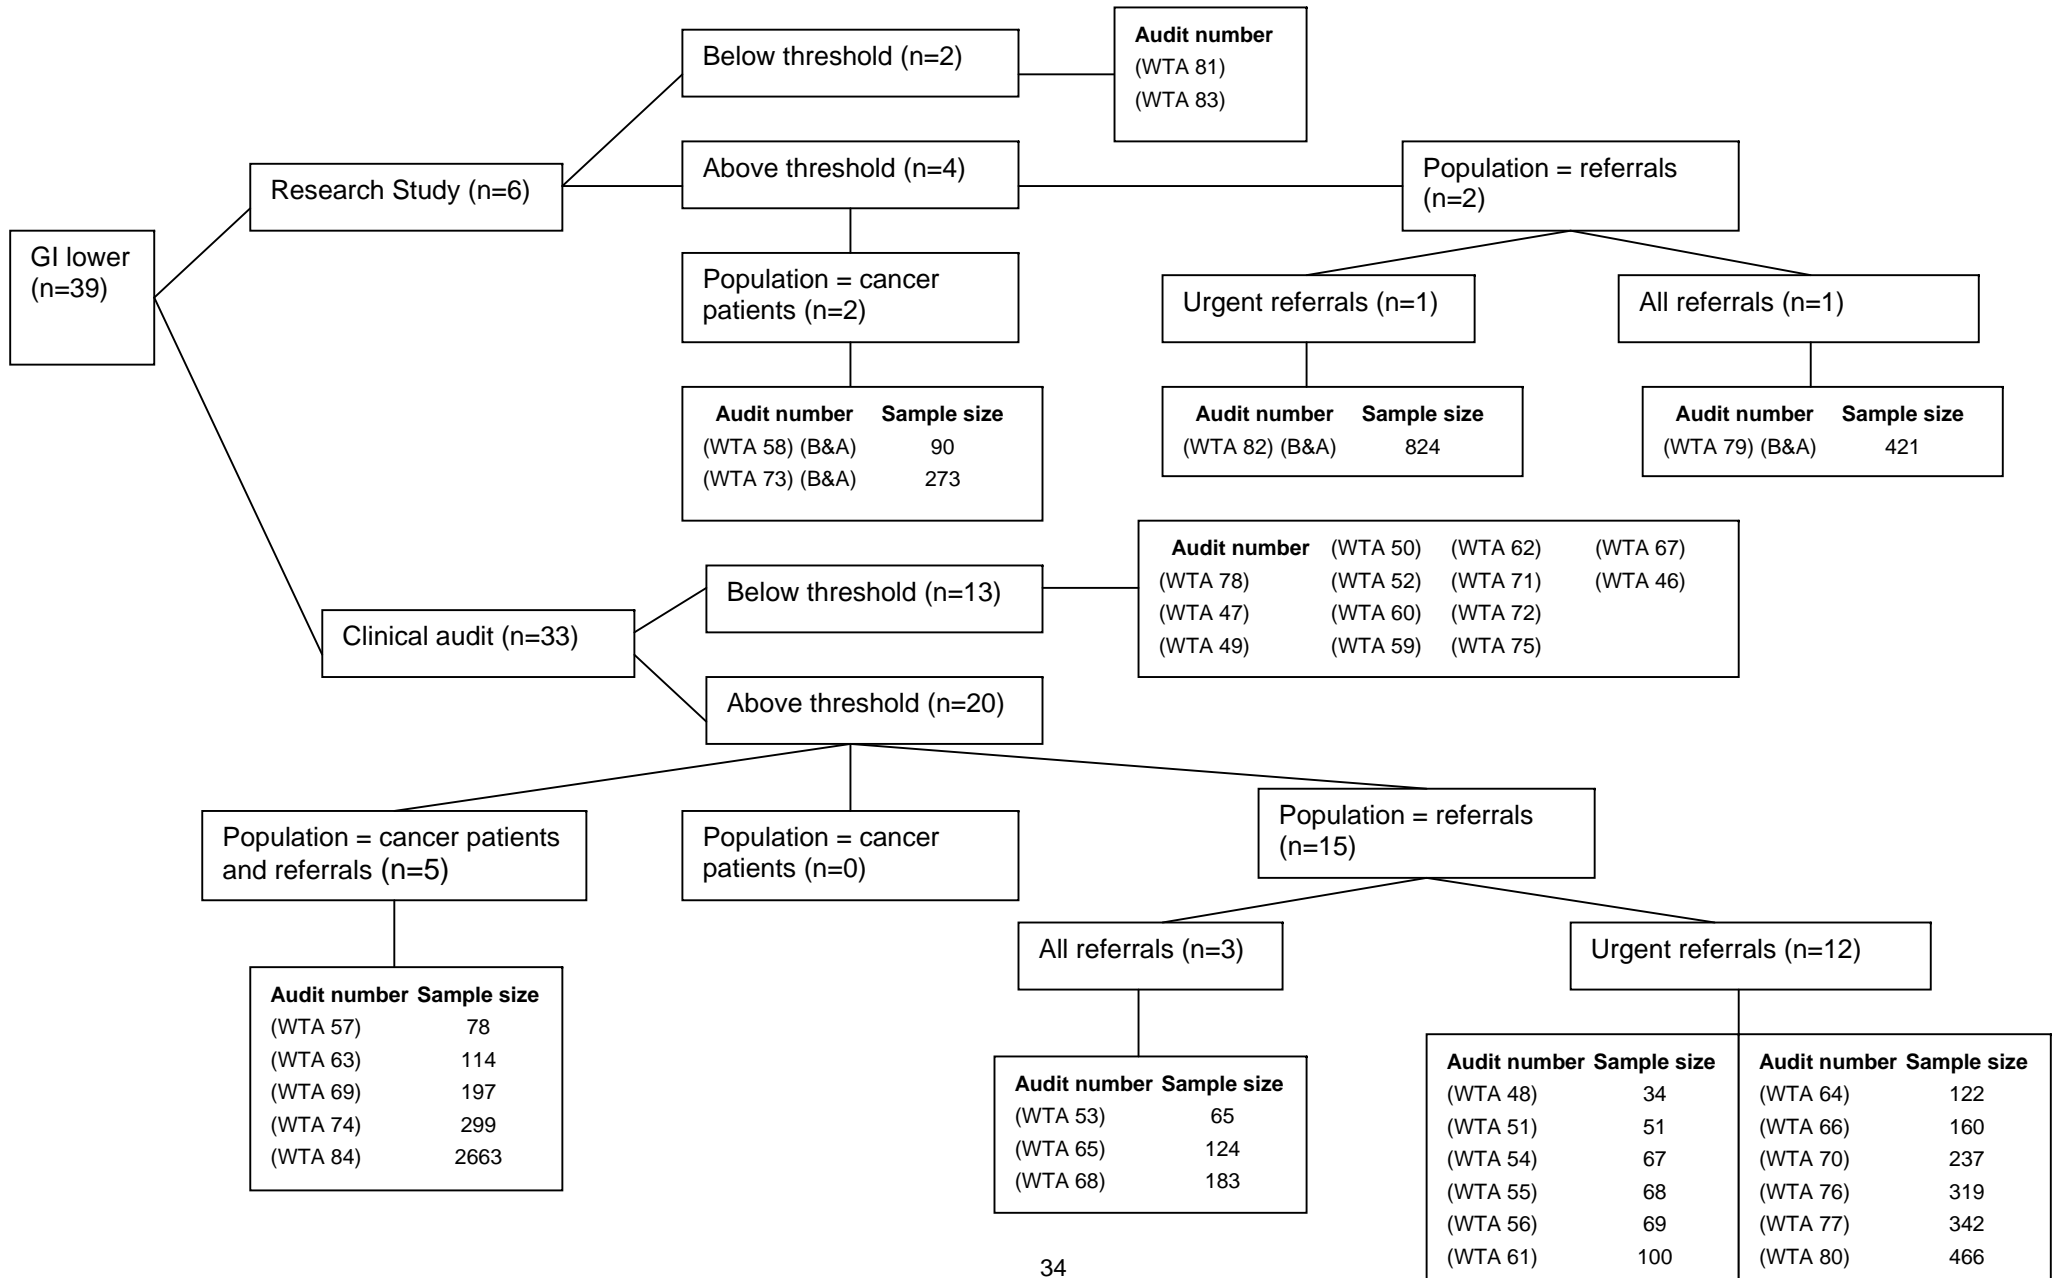 Below threshold (n=2)
Audit number
(WTA 81)
(WTA 83)
Research Study (n=6)
Above threshold (n=4)
Population = referrals
(n=2)
GI lower
(n=39)
Population = cancer
patients (n=2)
Urgent referrals (n=1)
All referrals (n=1)
Audit number Sample size
(WTA 58) (B&A) 90
(WTA 73) (B&A) 273
Audit number Sample size
(WTA 82) (B&A) 824
Audit number Sample size
(WTA 79) (B&A) 421
Clinical audit (n=33)
Below threshold (n=13)
Audit number (WTA 50) (WTA 62) (WTA 67)
(WTA 78) (WTA 52) (WTA 71) (WTA 46)
(WTA 47) (WTA 60) (WTA 72)
(WTA 49) (WTA 59) (WTA 75)
Above threshold (n=20)
Population = cancer patients
and referrals (n=5)
Population = cancer
patients (n=0)
Population = referrals
(n=15)
All referrals (n=3)
Urgent referrals (n=12)
Audit number Sample size
(WTA 57) 78
(WTA 63) 114
(WTA 69) 197
(WTA 74) 299
(WTA 84) 2663
Audit number Sample size
(WTA 53) 65
(WTA 65) 124
(WTA 68) 183
Audit number Sample size
(WTA 48) 34
(WTA 51) 51
(WTA 54) 67
(WTA 55) 68
(WTA 56) 69
(WTA 61) 100
Audit number Sample size
(WTA 64) 122
(WTA 66) 160
(WTA 70) 237
(WTA 76) 319
(WTA 77) 342
(WTA 80) 466
34